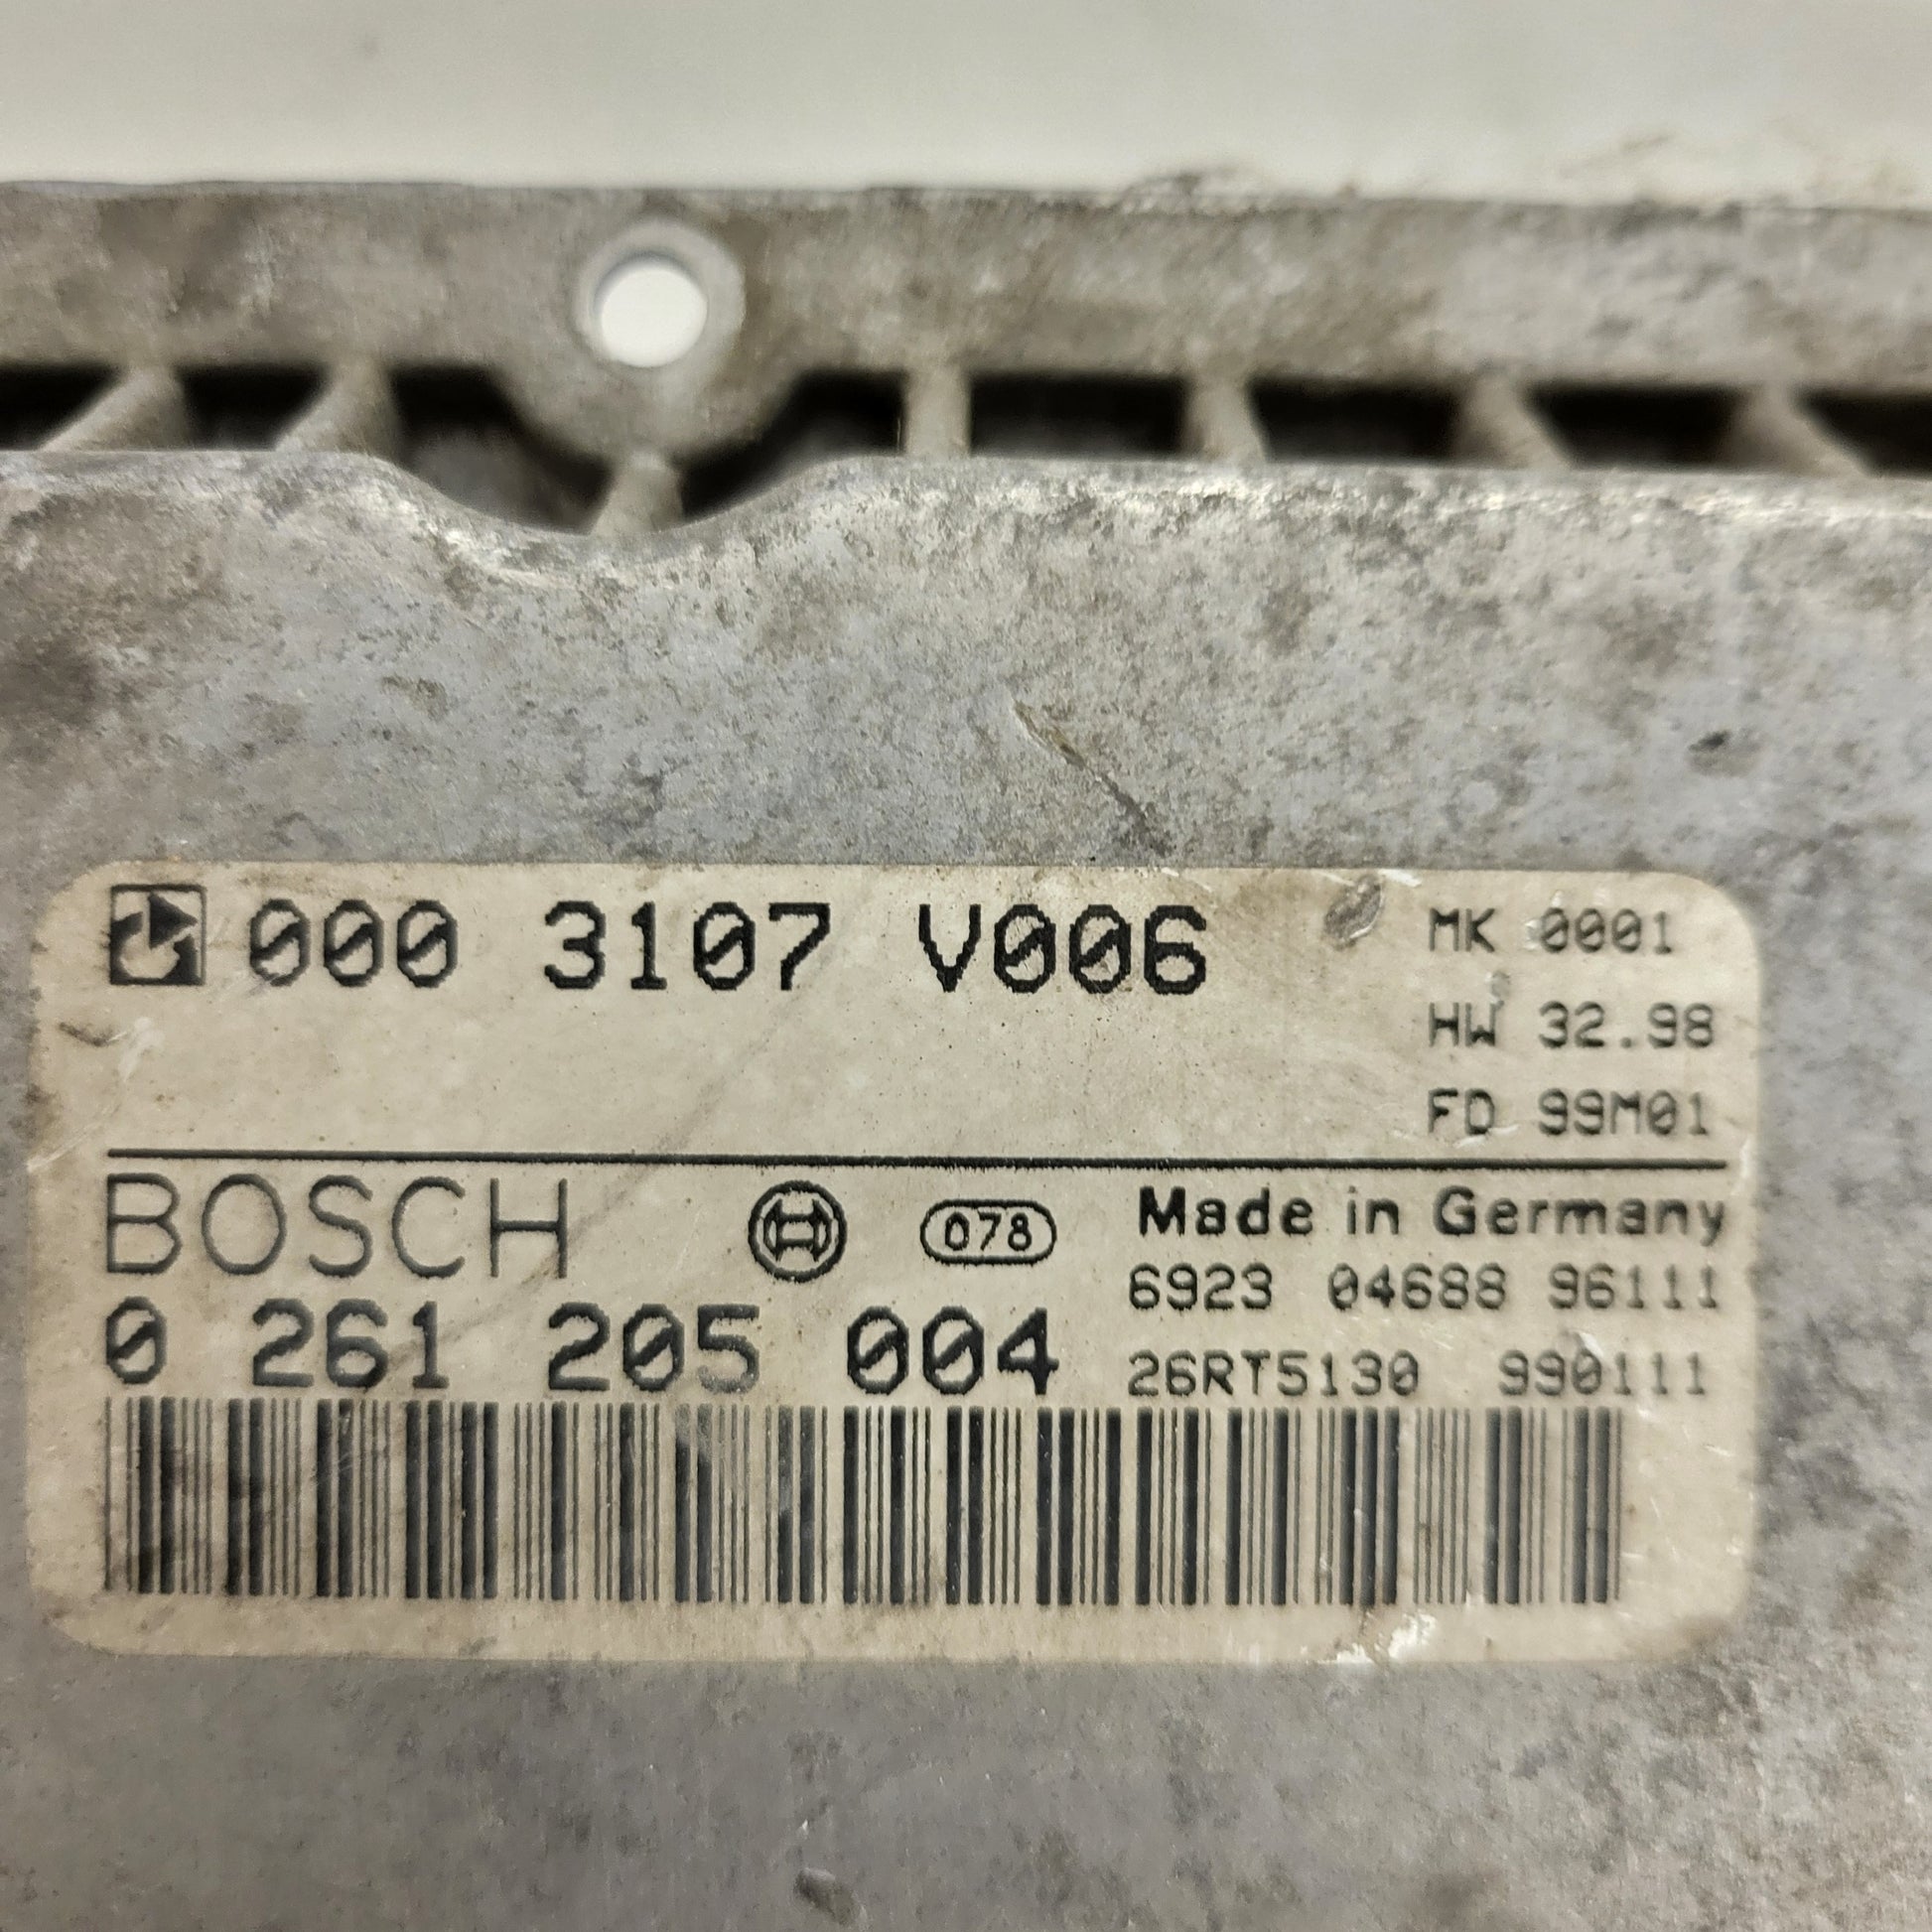 000 3107 V006
MK 0001
HW 32.98
FD 99M01
BOSCH 078 Made in Germany
6923 04688 96111
0 261 205 004
26RT5130 990111